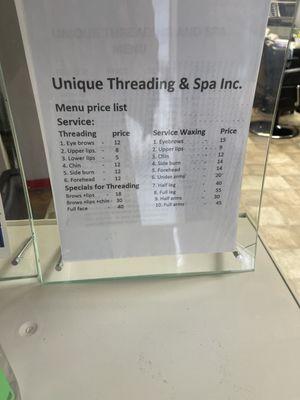 Unique Threading & Spa Inc.
Menu price list
Service:
Threading price
1. Eye brows - 12
2. Upper lips. - 8
3. Lower lips - 5
4. Chin - 12
5. Side burn - 12
6. Forehead - 12
Specials for Threading
Brows +lips - 18
Brows +lips +chin - 30
Full face - 40
Service Waxing Price
1. Eyebrows - 15
2. Upper lips - 9
3. Chin - 12
4. Side burn - 14
5. Forehead - 14
6. Under arms - 20
7. Half leg - 40
8. Full leg - 55
9. Half arms - 30
10. Full arms - 45